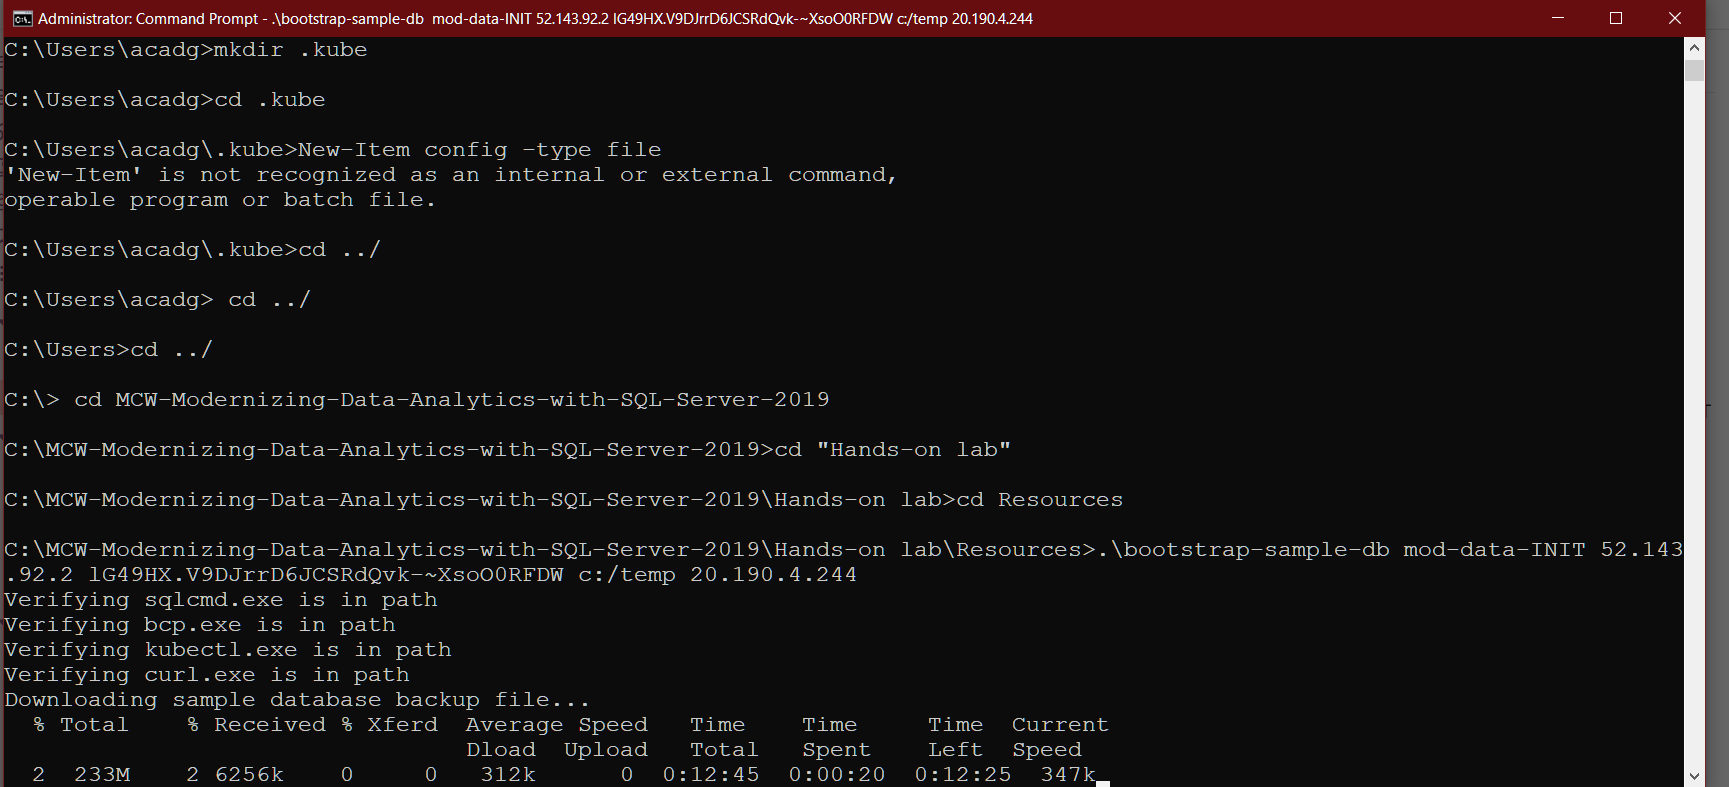 Administrator: Command Prompt - .\bootstrap-sample-db  mod-data-INIT 52.143.92.2 lG49HX.V9DJrrD6JCSRdQvk-~XsoO0RFDW c:/temp 20.190.4.244
C:\Users\acadg>mkdir .kube
C:\Users\acadg>cd .kube
C:\Users\acadg\.kube>New-Item config -type file
'New-Item' is not recognized as an internal or external command,
operable program or batch file.
C:\Users\acadg\.kube>cd ../
C:\Users\acadg> cd ../
C:\Users>cd ../
C:\> cd MCW-Modernizing-Data-Analytics-with-SQL-Server-2019
C:\MCW-Modernizing-Data-Analytics-with-SQL-Server-2019>cd "Hands-on lab"
C:\MCW-Modernizing-Data-Analytics-with-SQL-Server-2019\Hands-on lab>cd Resources
C:\MCW-Modernizing-Data-Analytics-with-SQL-Server-2019\Hands-on lab\Resources>.\bootstrap-sample-db mod-data-INIT 52.143
.92.2 lG49HX.V9DJrrD6JCSRdQvk-~XsoO0RFDW c:/temp 20.190.4.244
Verifying sqlcmd.exe is in path
Verifying bcp.exe is in path
Verifying kubectl.exe is in path
Verifying curl.exe is in path
Downloading sample database backup file...
  % Total    % Received % Xferd  Average Speed   Time    Time     Time  Current
                                 Dload  Upload   Total   Spent    Left  Speed
  2  233M    2 6256k    0     0   312k      0  0:12:45  0:00:20  0:12:25  347k